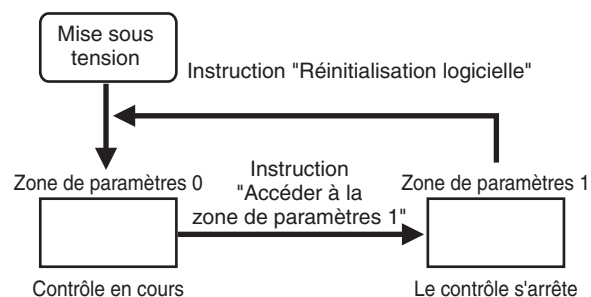 Mise sous
tension
Instruction "Réinitialisation logicielle"
Zone de paramètres 0
Instruction
"Accéder à la
zone de paramètres 1"
Zone de paramètres 1
Contrôle en cours
Le contrôle s'arrête